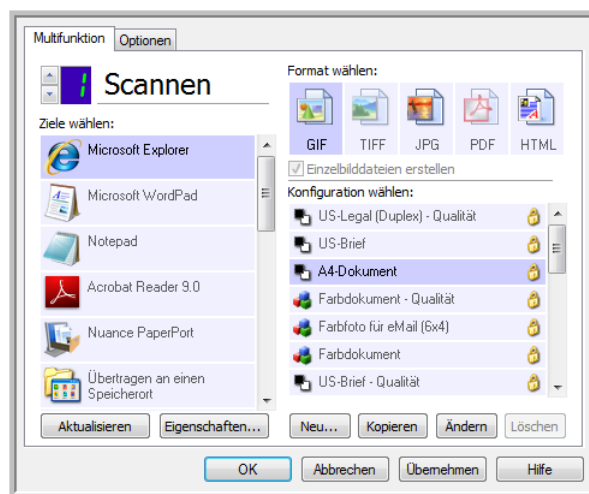 Multifunktion
Optionen
1 Scannen
Ziele wählen:
Microsoft Explorer
Microsoft WordPad
Notepad
Acrobat Reader 9.0
Nuance PaperPort
Übertragen an einen
Speicherort
Aktualisieren
Eigenschaften...
Format wählen:
GIF
TIFF
JPG
PDF
HTML
Einzelbilddateien erstellen
Konfiguration wählen:
US-Legal (Duplex) - Qualität
US-Brief
A4-Dokument
Farbdokument - Qualität
Farbfoto für eMail (6x4)
Farbdokument
US-Brief - Qualität
Neu...
Kopieren
Ändern
Löschen
OK
Abbrechen
Übernehmen
Hilfe